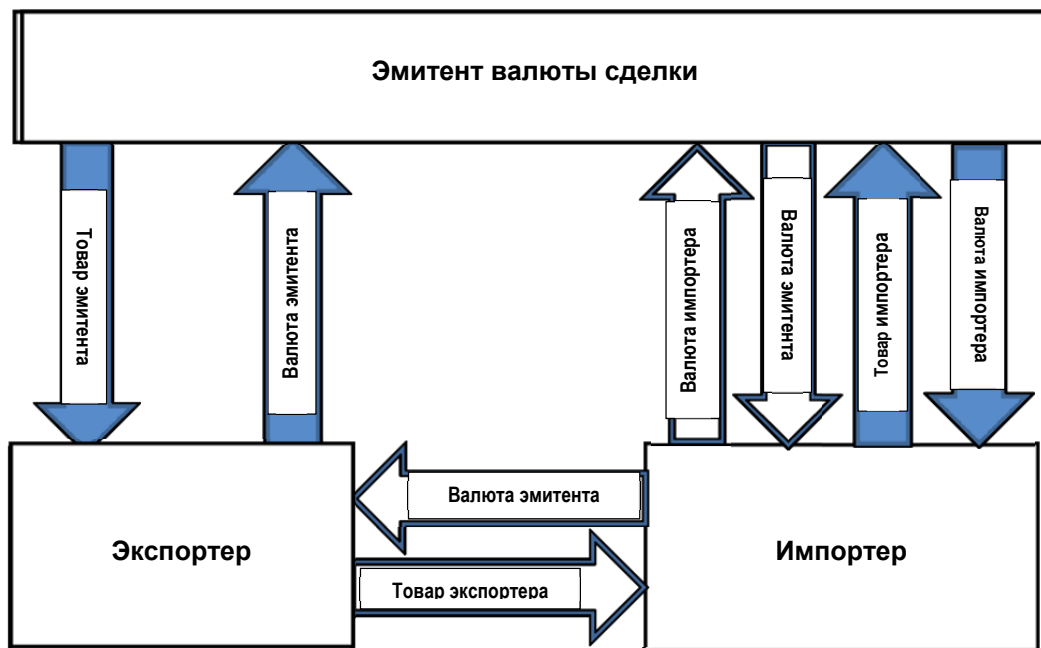 Эмитент валюты сделки
Товар эмитента
Валюта эмитента
Валюта импортера
Валюта эмитента
Товар импортера
Валюта импортера
Валюта эмитента
Экспортер
Импортер
Товар экспортера